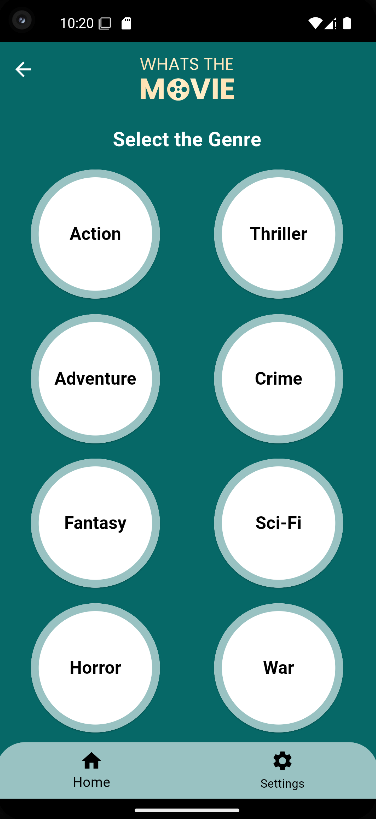 10:20
WHATS THE
MOVIE
Select the Genre
Action
Thriller
Adventure
Crime
Fantasy
Sci-Fi
Horror
War
Home
Settings